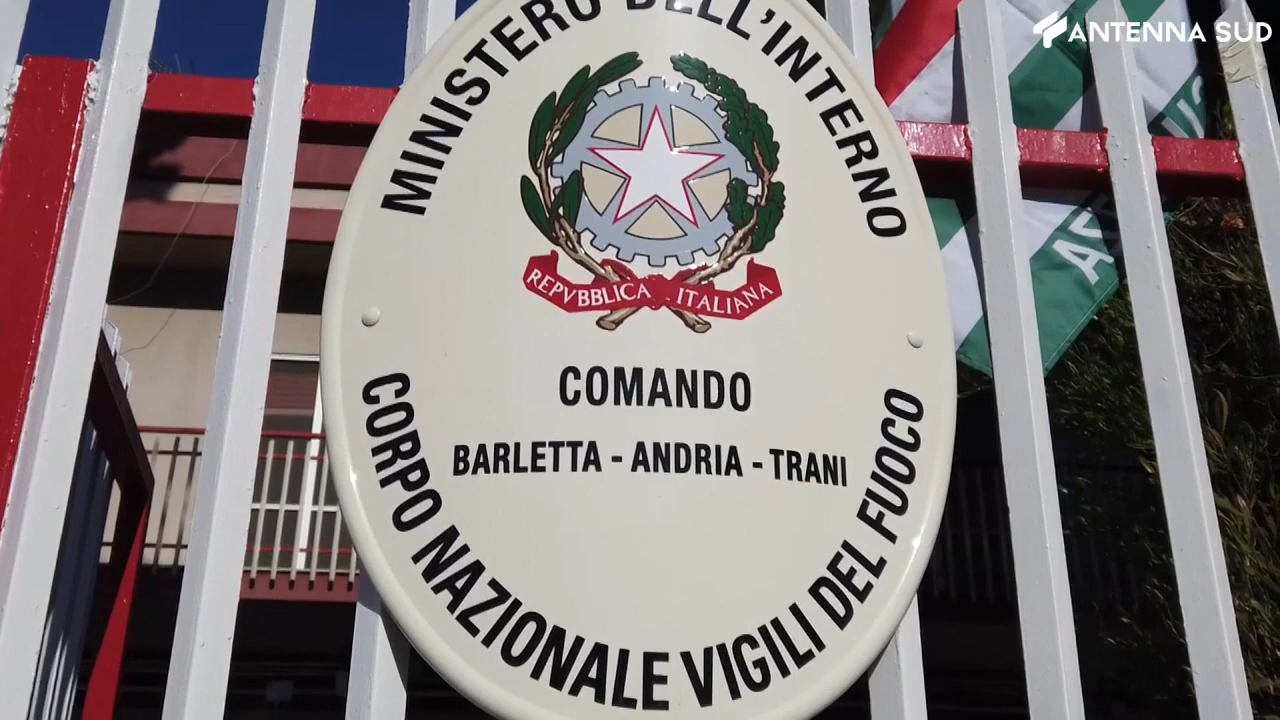 ANTENNA SUD
MINISTERO DELL'INTERNO
REPVBBLICA ITALIANA
COMANDO
BARLETTA - ANDRIA - TRANI
CORPO NAZIONALE VIGILI DEL FUOCO